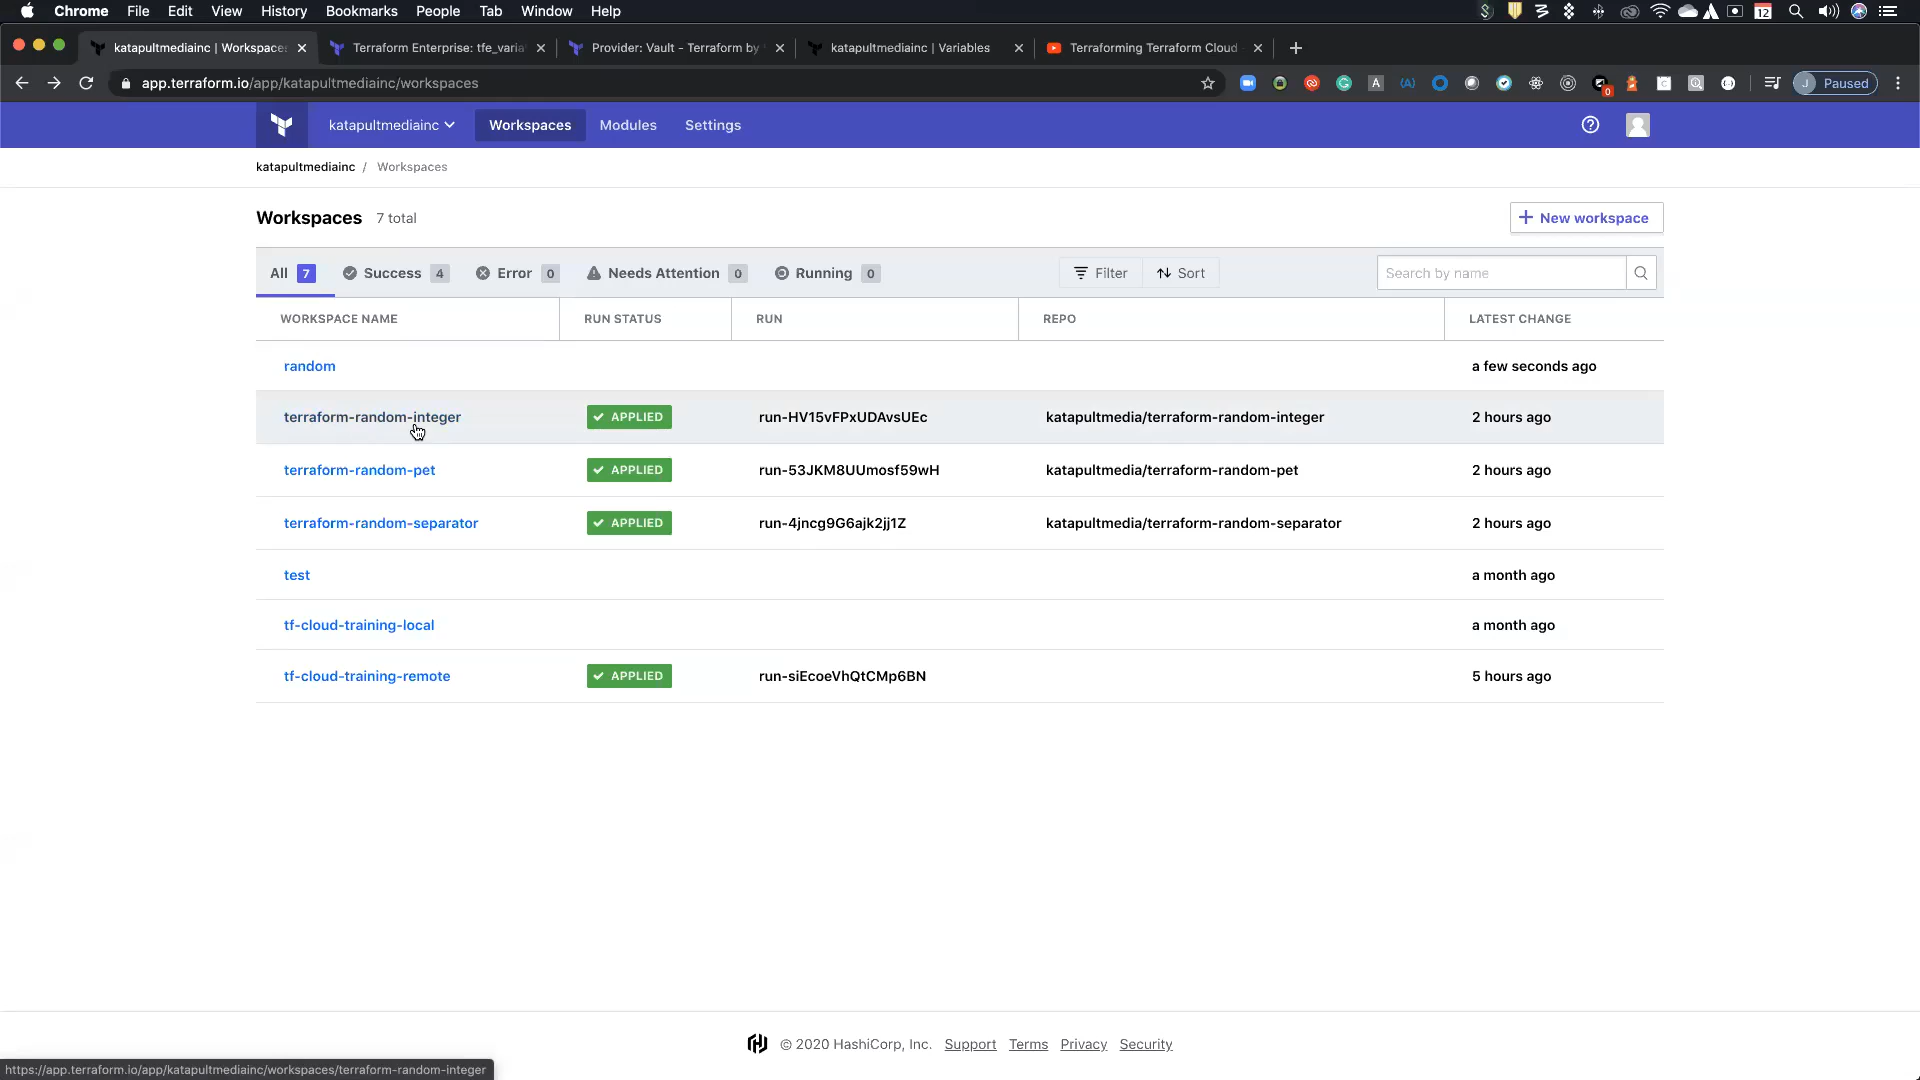 Chrome File Edit View History Bookmarks People Tab Window Help 12
katapultmediainc | Workspaces Terraform Enterprise: tfe_varia Provider: Vault - Terraform by katapultmediainc | Variables Terraforming Terraform Cloud
app.terraform.io/app/katapultmediainc/workspaces A (A) 0 J Paused
katapultmediainc Workspaces Modules Settings
katapultmediainc / Workspaces
Workspaces 7 total + New workspace
All 7 Success 4 Error 0 Needs Attention 0 Running 0 Filter Sort Search by name
WORKSPACE NAME RUN STATUS RUN REPO LATEST CHANGE
random a few seconds ago
terraform-random-integer APPLIED run-HV15vFPxUDAvsUEc katapultmedia/terraform-random-integer 2 hours ago
terraform-random-pet APPLIED run-53JKM8UUmosf59wH katapultmedia/terraform-random-pet 2 hours ago
terraform-random-separator APPLIED run-4jncg9G6ajk2jj1Z katapultmedia/terraform-random-separator 2 hours ago
test a month ago
tf-cloud-training-local a month ago
tf-cloud-training-remote APPLIED run-siEcoeVhQtCMp6BN 5 hours ago
© 2020 HashiCorp, Inc. Support Terms Privacy Security
https://app.terraform.io/app/katapultmediainc/workspaces/terraform-random-integer